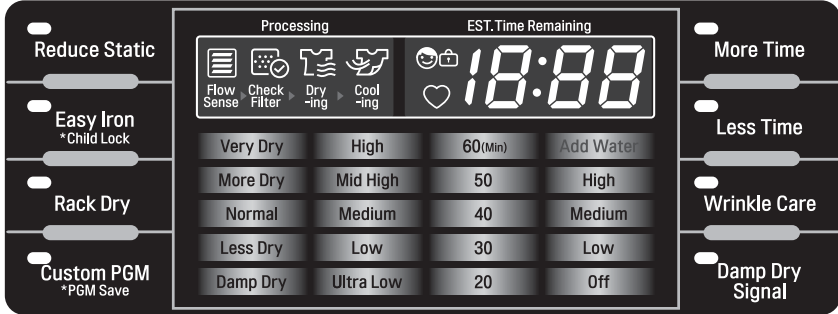 Processing
EST. Time Remaining
Flow Sense
Check Filter
Dry -ing
Cool -ing
18:88
Reduce Static
Easy Iron
*Child Lock
Rack Dry
Custom PGM
*PGM Save
Very Dry High 60(Min) Add Water
More Dry Mid High 50 High
Normal Medium 40 Medium
Less Dry Low 30 Low
Damp Dry Ultra Low 20 Off
More Time
Less Time
Wrinkle Care
Damp Dry
Signal